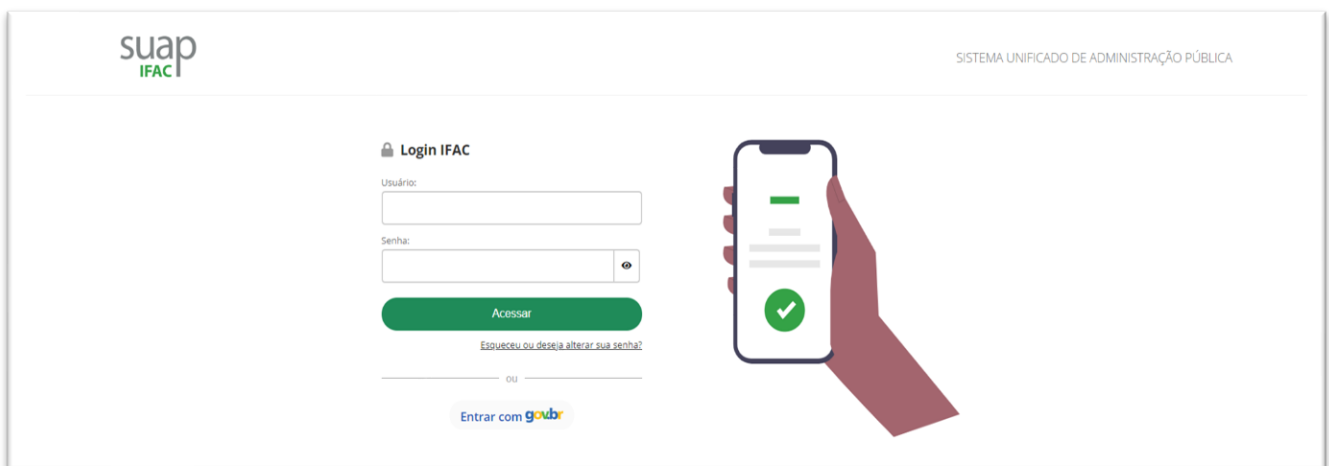 suap
IFAC
SISTEMA UNIFICADO DE ADMINISTRAÇÃO PÚBLICA
Login IFAC
Usuário:
Senha:
Acessar
Esqueceu ou deseja alterar sua senha?
ou
Entrar com gov.br